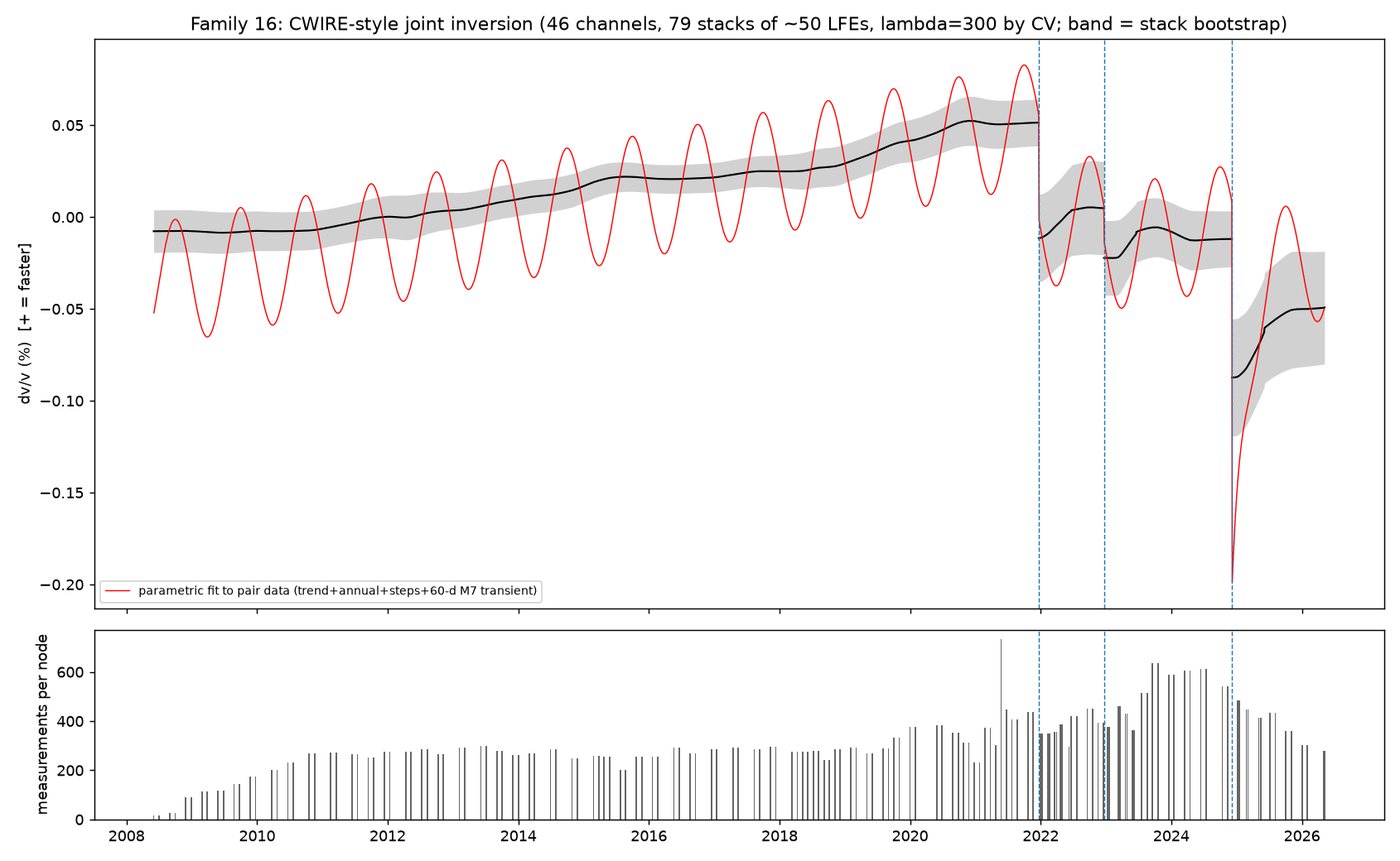 Family 16: CWIRE-style joint inversion (46 channels, 79 stacks of ~50 LFEs, lambda=300 by CV; band = stack bootstrap)
dv/v (%)  [+ = faster]
0.05
0.00
−0.05
−0.10
−0.15
−0.20
parametric fit to pair data (trend+annual+steps+60-d M7 transient)
measurements per node
600
400
200
0
2008 2010 2012 2014 2016 2018 2020 2022 2024 2026